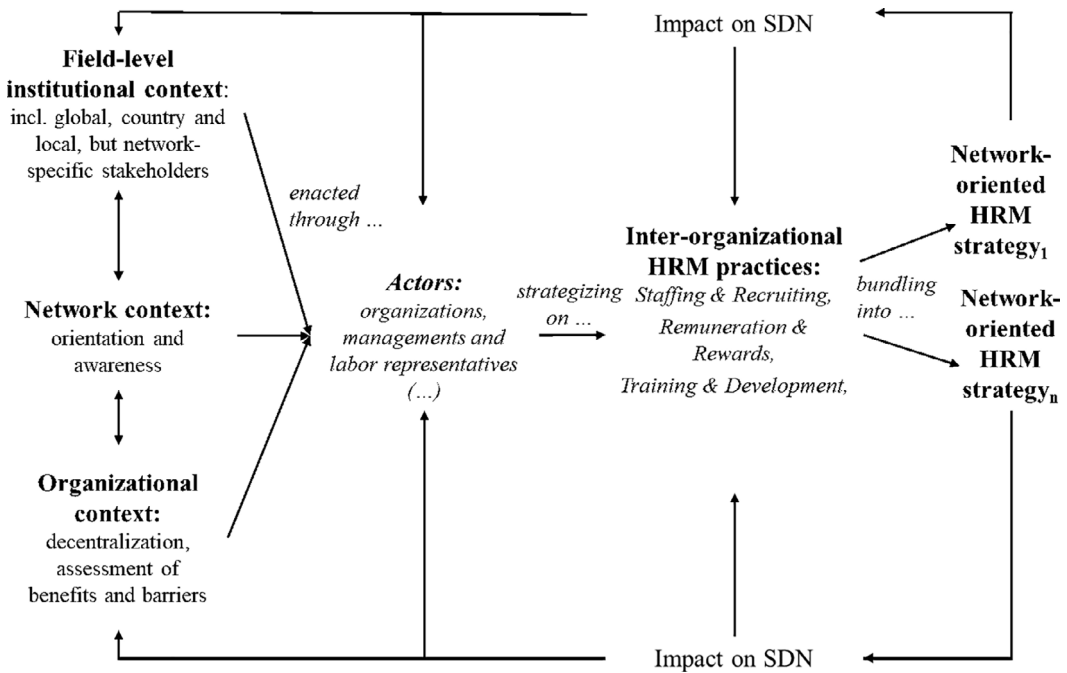 Impact on SDN
Field-level
institutional context:
incl. global, country and
local, but network-
specific stakeholders
enacted
through ...
Network context:
orientation and
awareness
Organizational
context:
decentralization,
assessment of
benefits and barriers
Actors:
organizations,
managements and
labor representatives
(...)
strategizing
on ...
Inter-organizational
HRM practices:
Staffing & Recruiting,
Remuneration &
Rewards,
Training & Development,
bundling
into ...
Network-
oriented
HRM
strategy₁
Network-
oriented
HRM
strategyₙ
Impact on SDN